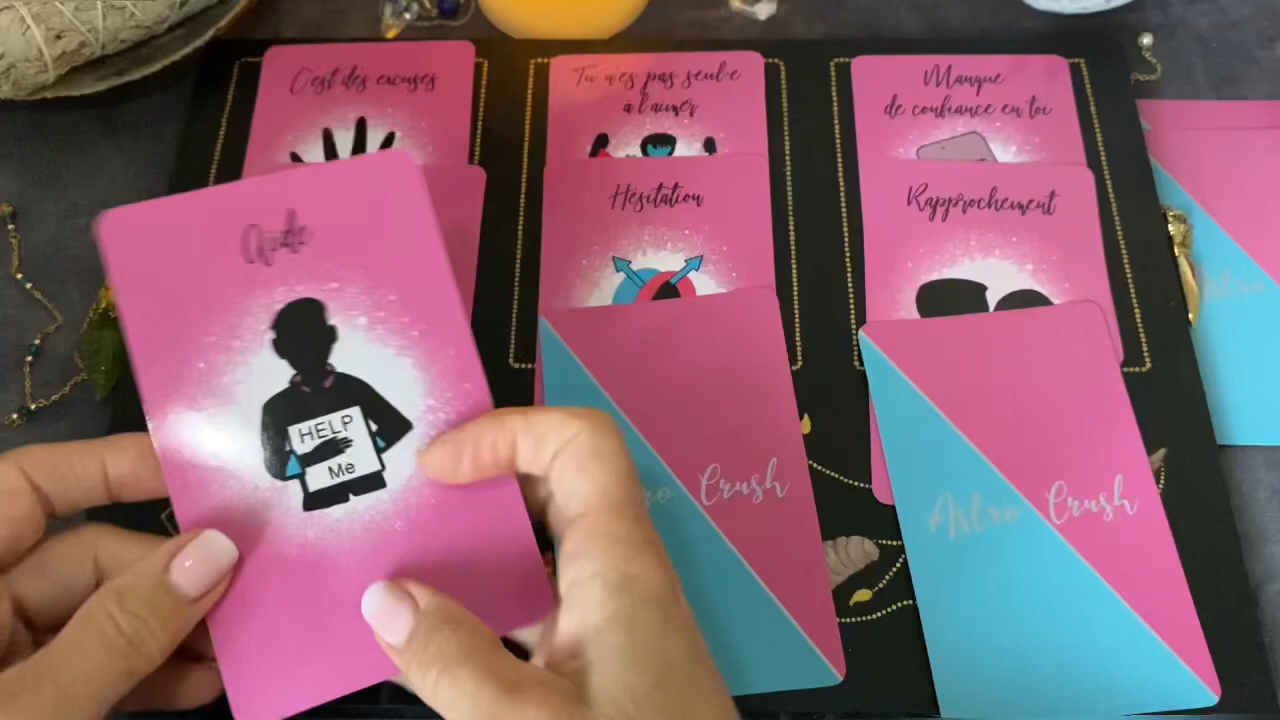 C'est des excuses
Tu n'es pas seul·e
à l'aimer
Manque
de confiance en toi
Hésitation
Rapprochement
Aide
HELP
Me
Crush
Astro Crush
Astro